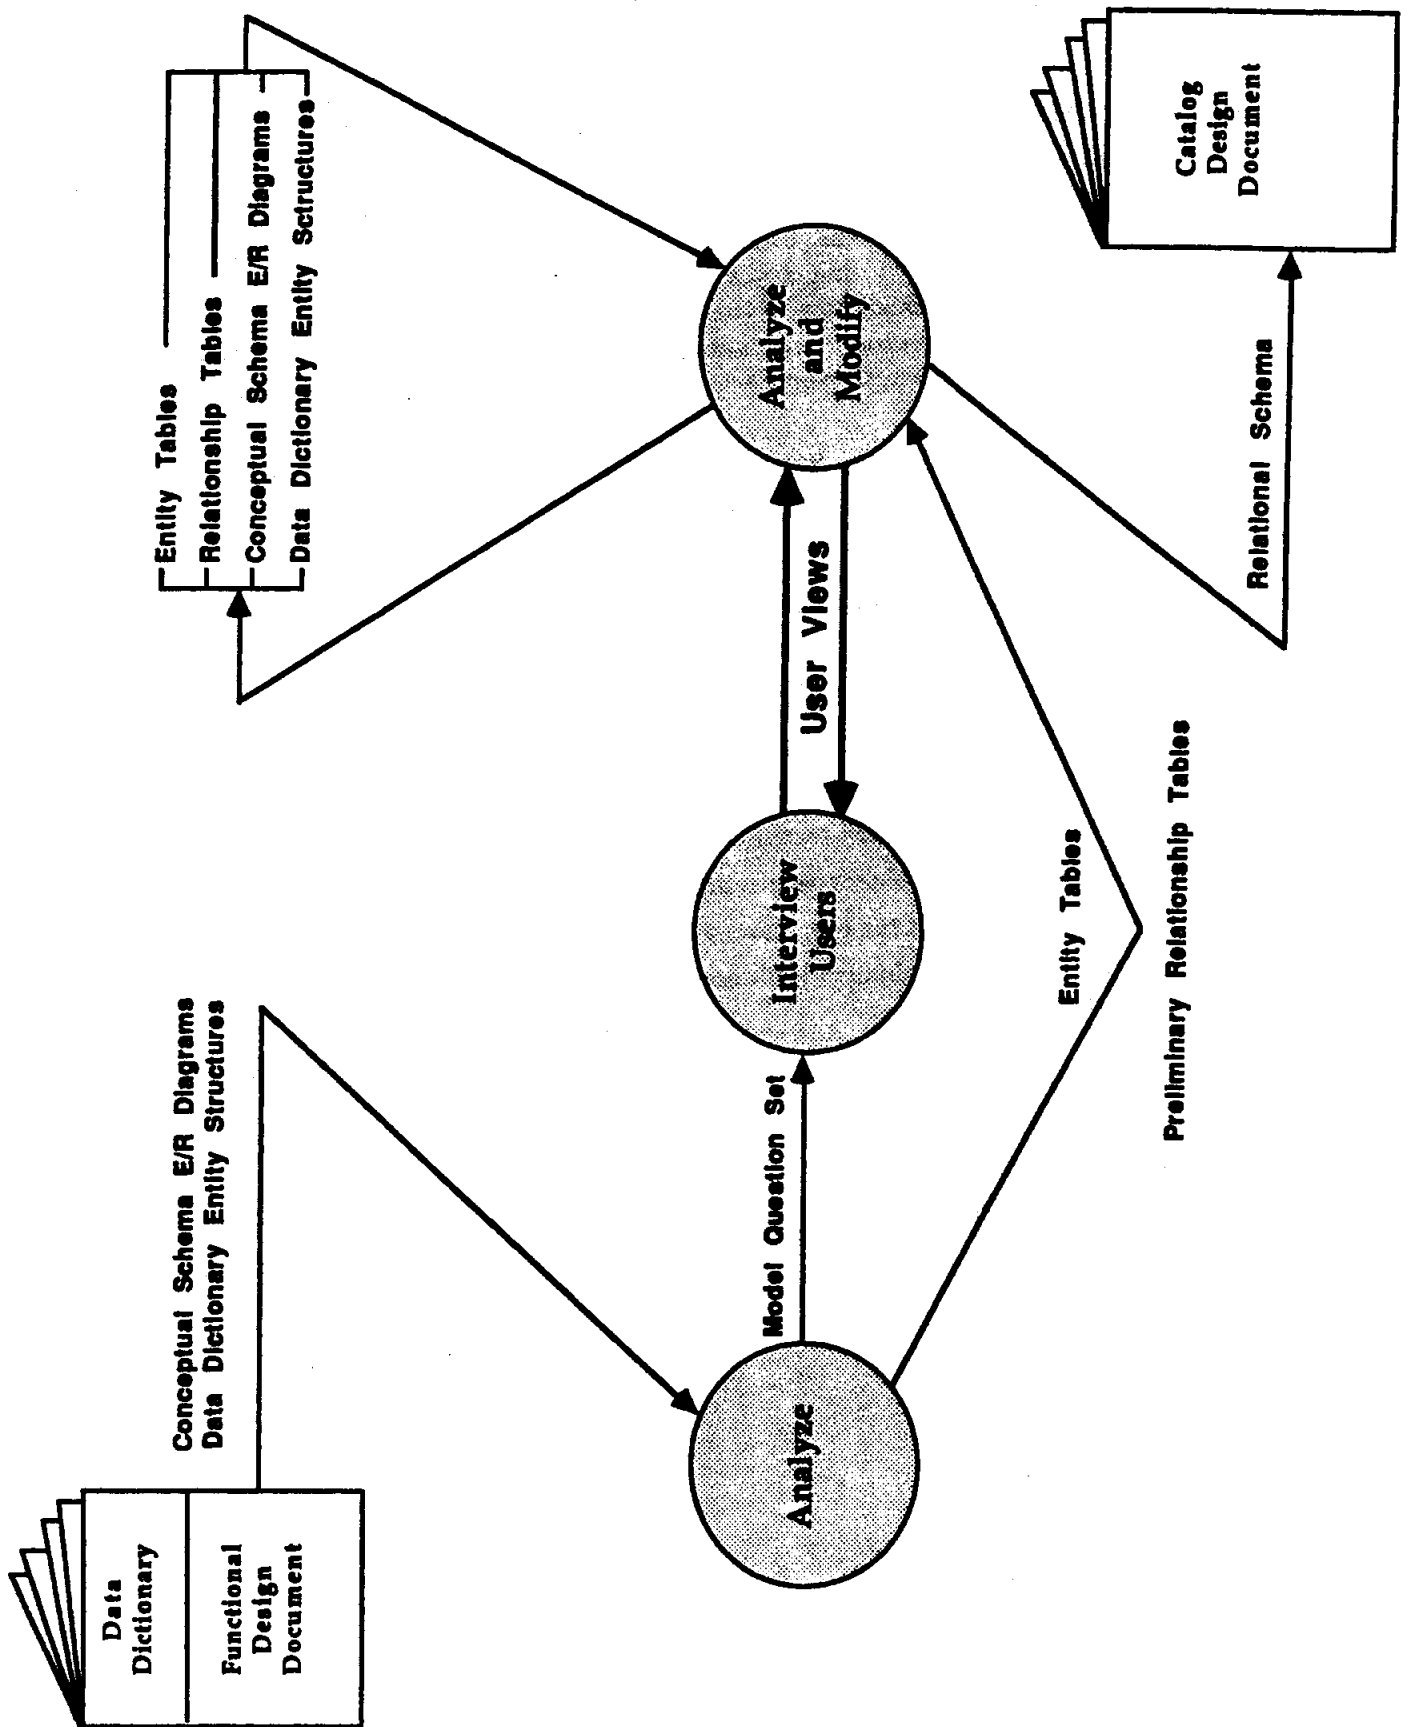 Data
Dictionary
Functional
Design
Document
Conceptual Schema E/R Diagrams
Data Dictionary Entity Structures
Entity Tables
Relationship Tables
Conceptual Schema E/R Diagrams
Data Dictionary Entity Sctructures
Analyze
Model Question Set
Interview
Users
User Views
Analyze
and
Modify
Entity Tables
Preliminary Relationship Tables
Relational Schema
Catalog
Design
Document